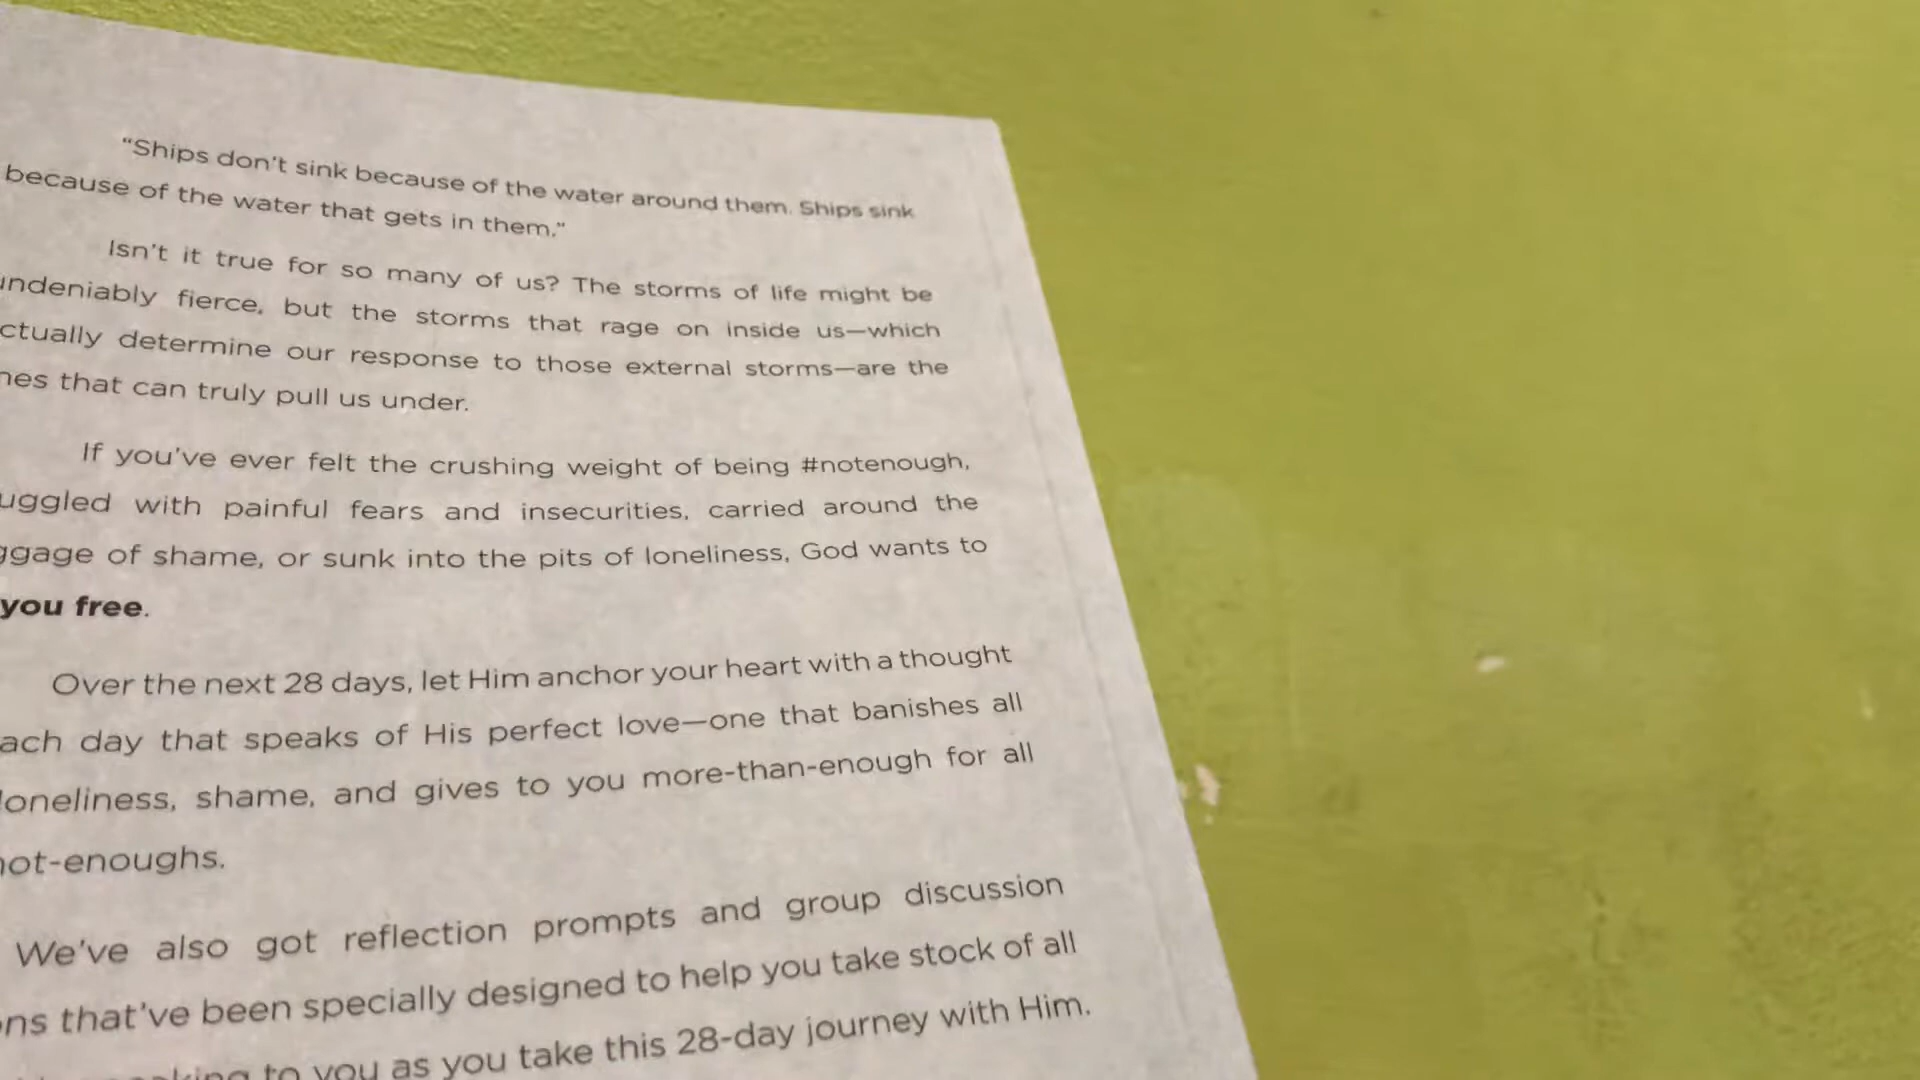 "Ships don't sink because of the water around them. Ships sink
because of the water that gets in them."
Isn't it true for so many of us? The storms of life might be
undeniably fierce, but the storms that rage on inside us—which
ctually determine our response to those external storms—are the
nes that can truly pull us under.
If you've ever felt the crushing weight of being #notenough,
uggled with painful fears and insecurities, carried around the
ggage of shame, or sunk into the pits of loneliness, God wants to
you free.
Over the next 28 days, let Him anchor your heart with a thought
ach day that speaks of His perfect love—one that banishes all
loneliness, shame, and gives to you more-than-enough for all
not-enoughs.
We've also got reflection prompts and group discussion
ns that've been specially designed to help you take stock of all
king to you as you take this 28-day journey with Him.